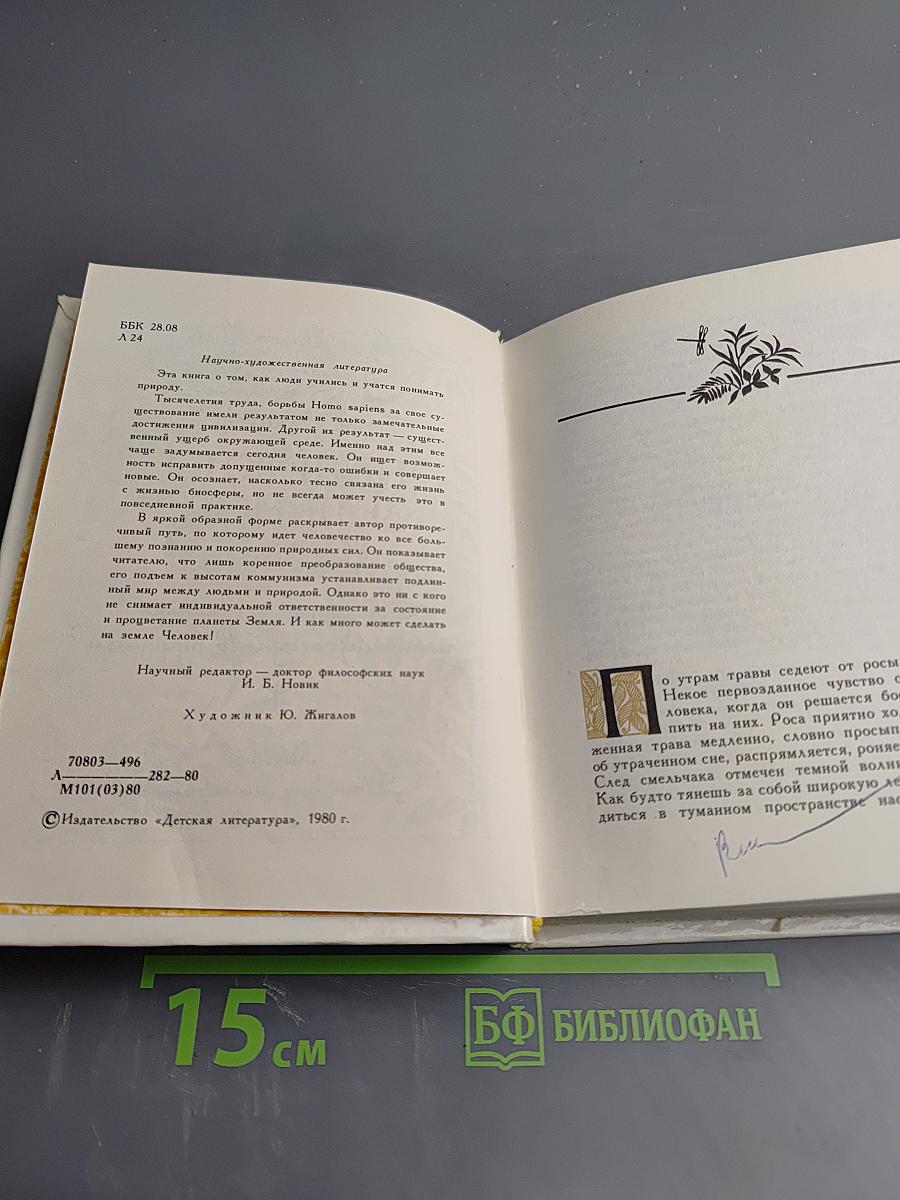 ББК 28.08
Л 24
Научно-художественная литература
Эта книга о том, как люди учились и учатся понимать
природу.
Тысячелетия труда, борьбы Homo sapiens за свое су-
ществование имели результатом не только замечательные
достижения цивилизации. Другой их результат — сущест-
венный ущерб окружающей среде. Именно над этим все
чаще задумывается сегодня человек. Он ищет возмож-
ность исправить допущенные когда-то ошибки и совершает
новые. Он осознает, насколько тесно связана его жизнь
с жизнью биосферы, но не всегда может учесть это в
повседневной практике.
В яркой образной форме раскрывает автор противоре-
чивый путь, по которому идет человечество ко все боль-
шему познанию и покорению природных сил. Он показывает
читателю, что лишь коренное преобразование общества,
его подъем к высотам коммунизма устанавливает подлин-
ный мир между людьми и природой. Однако это ни с кого
не снимает индивидуальной ответственности за состояние
и процветание планеты Земля. И как много может сделать
на земле Человек!
Научный редактор — доктор философских наук
И. Б. Новик
Художник Ю. Жигалов
70803—496
Л—————282—80
М101(03)80
©Издательство «Детская литература», 1980 г.
По утрам травы седеют от росы
Некое первозданное чувство
ловека, когда он решается
пить на них. Роса приятно
женная трава медленно, словно
об утраченном сне, распрямляется,
След смельчака отмечен темной
Как будто тянешь за собой широкую
диться в туманном пространстве
15 см
БФ БИБЛИОФАН